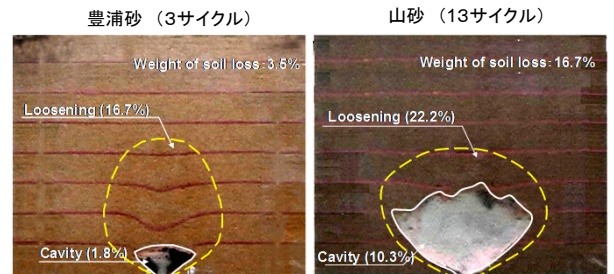 豊浦砂 （3サイクル）
山砂 （13サイクル）
Weight of soil loss：3.5%
Loosening (16.7%)
Cavity (1.8%)
Weight of soil loss：16.7%
Loosening (22.2%)
Cavity (10.3%)